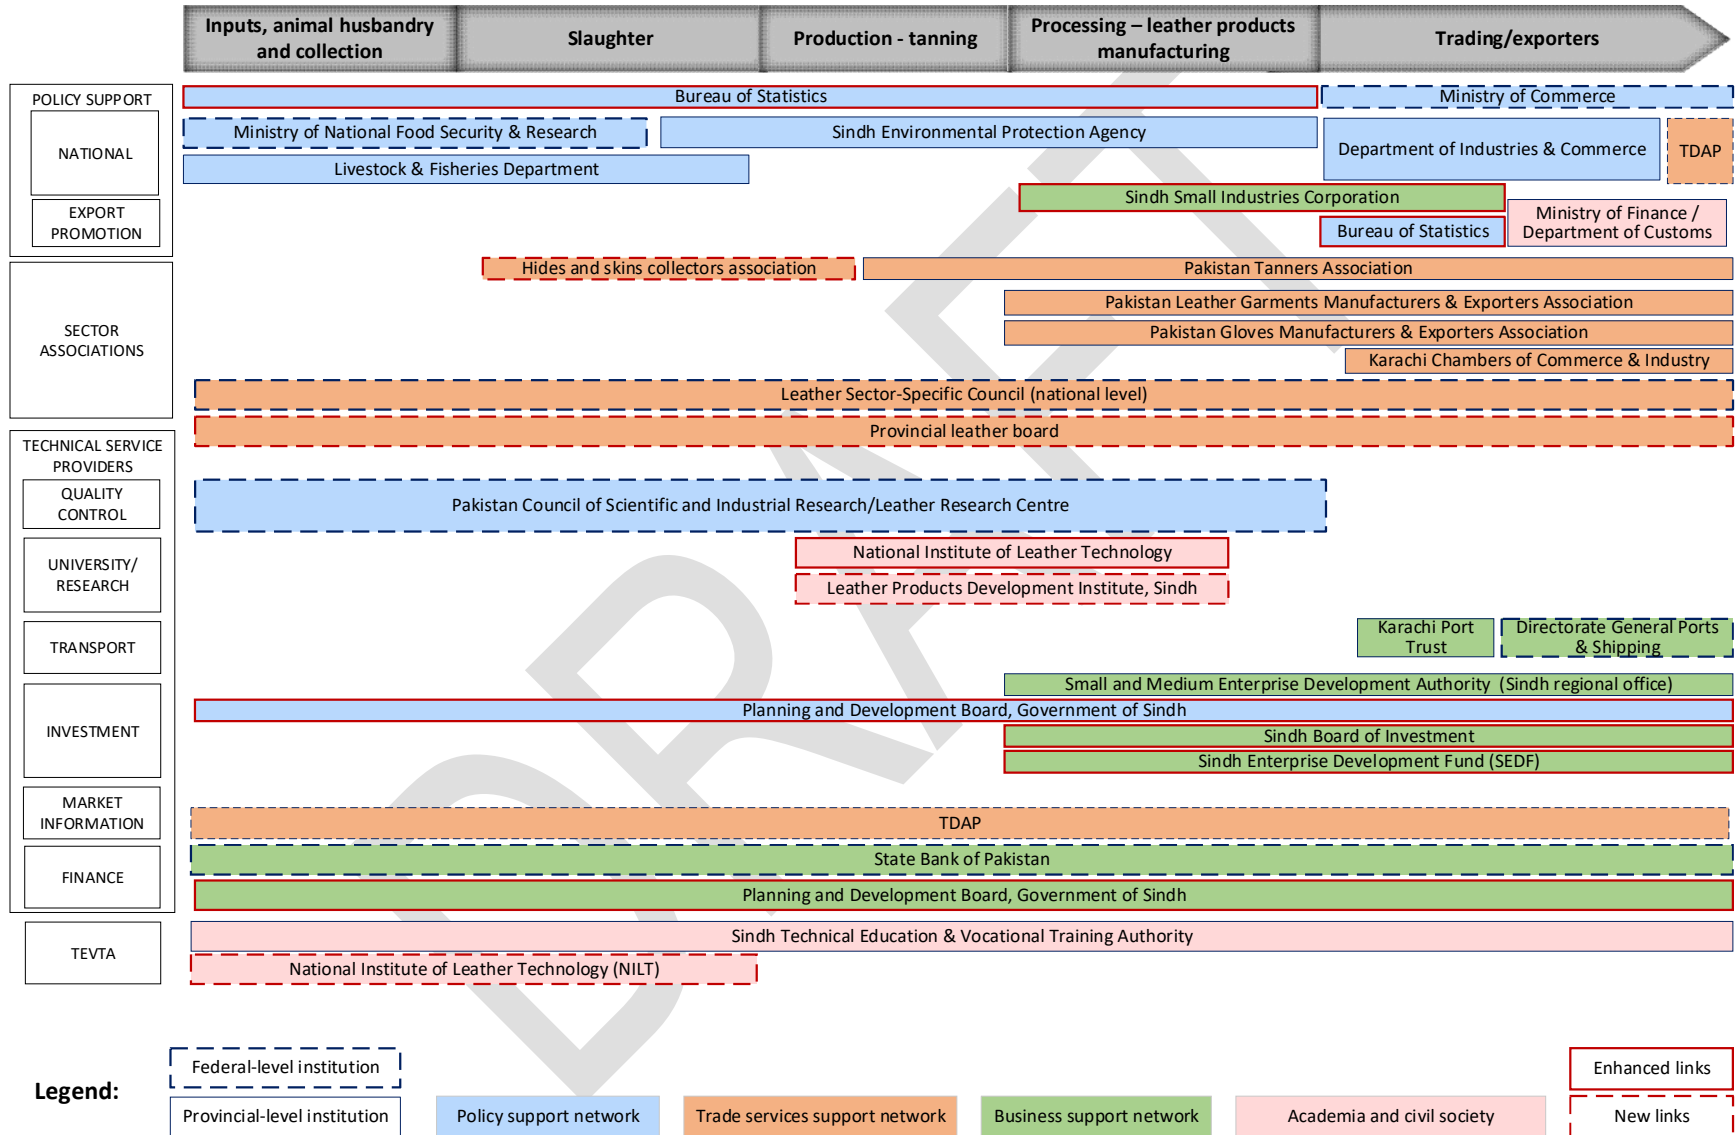 Inputs, animal husbandry
and collection
Slaughter
Production - tanning
Processing – leather products
manufacturing
Trading/exporters
POLICY SUPPORT
NATIONAL
EXPORT
PROMOTION
Bureau of Statistics
Ministry of Commerce
Ministry of National Food Security & Research
Sindh Environmental Protection Agency
Department of Industries & Commerce
TDAP
Livestock & Fisheries Department
Sindh Small Industries Corporation
Ministry of Finance /
Department of Customs
Bureau of Statistics
SECTOR
ASSOCIATIONS
Hides and skins collectors association
Pakistan Tanners Association
Pakistan Leather Garments Manufacturers & Exporters Association
Pakistan Gloves Manufacturers & Exporters Association
Karachi Chambers of Commerce & Industry
Leather Sector-Specific Council (national level)
Provincial leather board
TECHNICAL SERVICE
PROVIDERS
QUALITY
CONTROL
Pakistan Council of Scientific and Industrial Research/Leather Research Centre
UNIVERSITY/
RESEARCH
National Institute of Leather Technology
Leather Products Development Institute, Sindh
TRANSPORT
Karachi Port
Trust
Directorate General Ports
& Shipping
INVESTMENT
Small and Medium Enterprise Development Authority (Sindh regional office)
Planning and Development Board, Government of Sindh
Sindh Board of Investment
Sindh Enterprise Development Fund (SEDF)
MARKET
INFORMATION
TDAP
FINANCE
State Bank of Pakistan
Planning and Development Board, Government of Sindh
TEVTA
Sindh Technical Education & Vocational Training Authority
National Institute of Leather Technology (NILT)
DRAFT
Legend:
Federal-level institution
Provincial-level institution
Policy support network
Trade services support network
Business support network
Academia and civil society
Enhanced links
New links